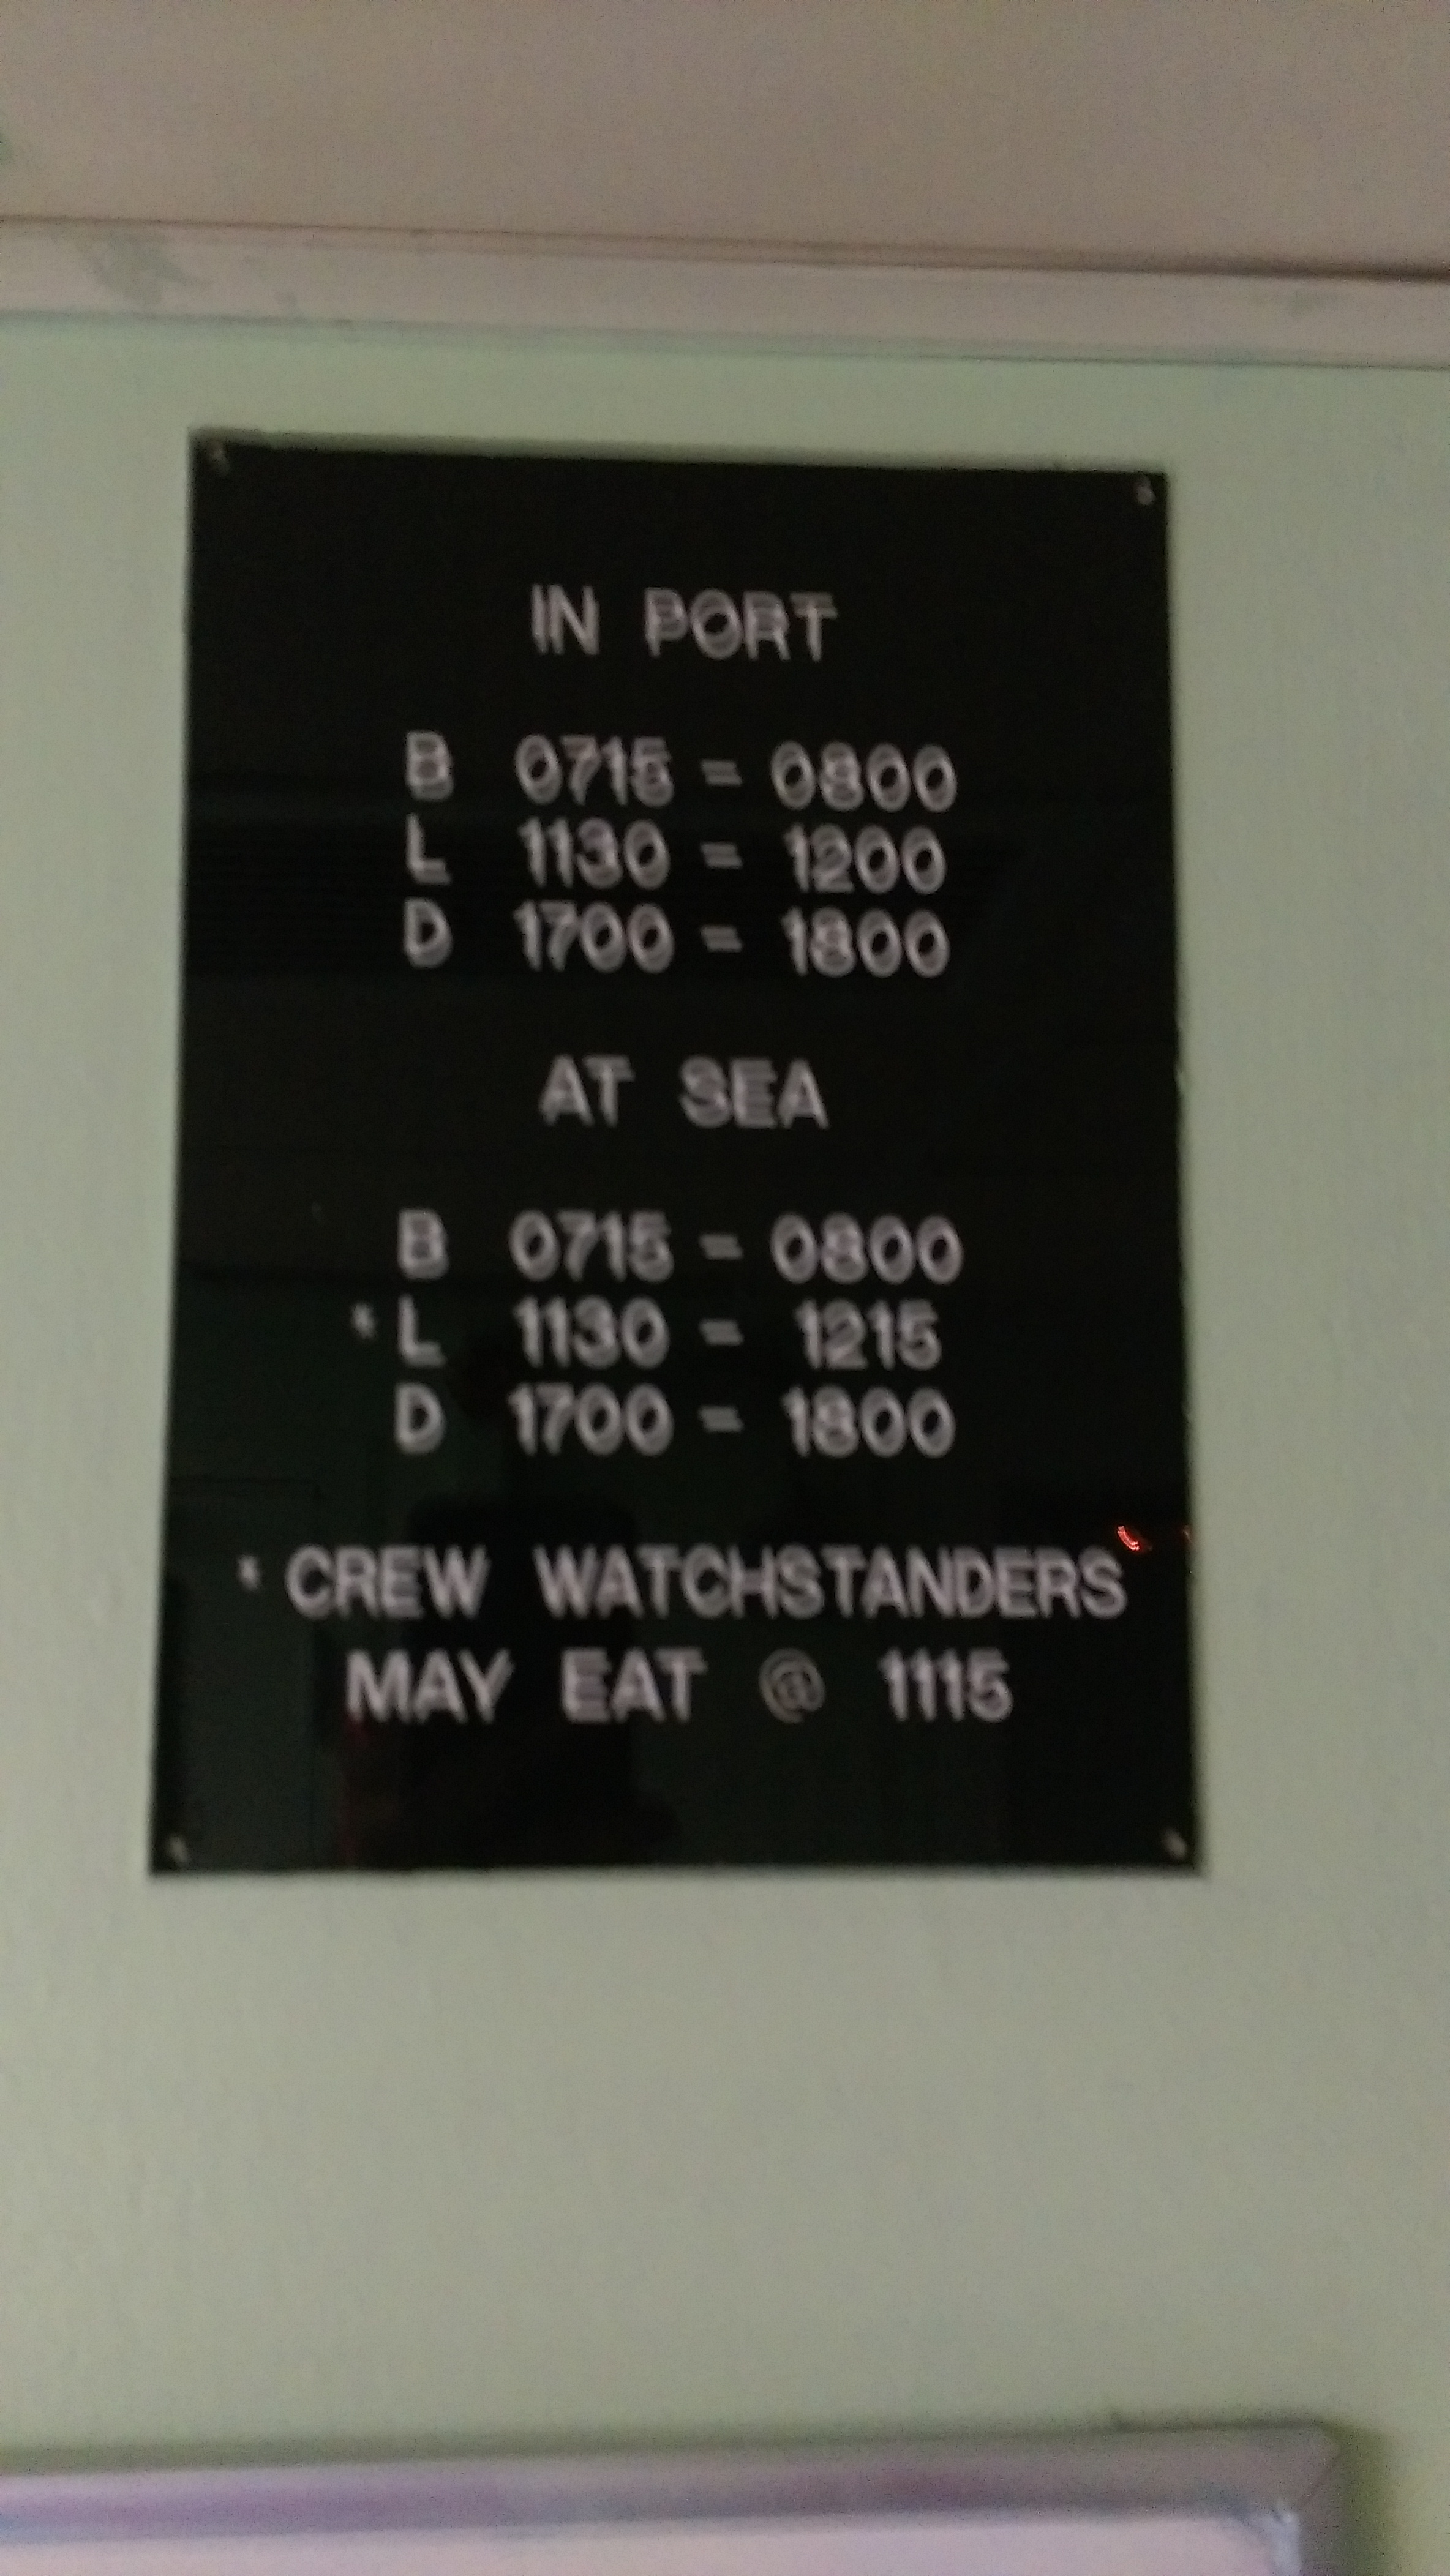 IN PORT
B 0715 - 0800
L 1130 - 1200
D 1700 - 1800
AT SEA
B 0715 - 0800
* L 1130 - 1215
D 1700 - 1800
* CREW WATCHSTANDERS
MAY EAT @ 1115